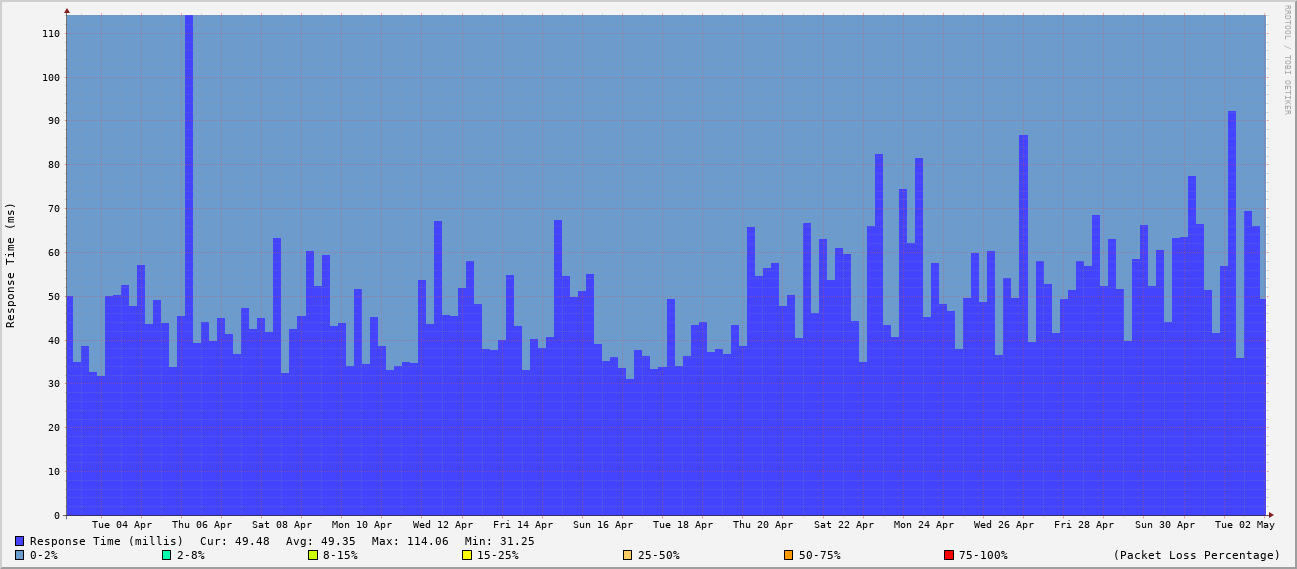 RRDTOOL / TOBI OETIKER
Response Time (ms)
110
100
90
80
70
60
50
40
30
20
10
0
Tue 04 Apr Thu 06 Apr Sat 08 Apr Mon 10 Apr Wed 12 Apr Fri 14 Apr Sun 16 Apr Tue 18 Apr Thu 20 Apr Sat 22 Apr Mon 24 Apr Wed 26 Apr Fri 28 Apr Sun 30 Apr Tue 02 May
Response Time (millis) Cur: 49.48 Avg: 49.35 Max: 114.06 Min: 31.25
0-2% 2-8% 8-15% 15-25% 25-50% 50-75% 75-100% (Packet Loss Percentage)